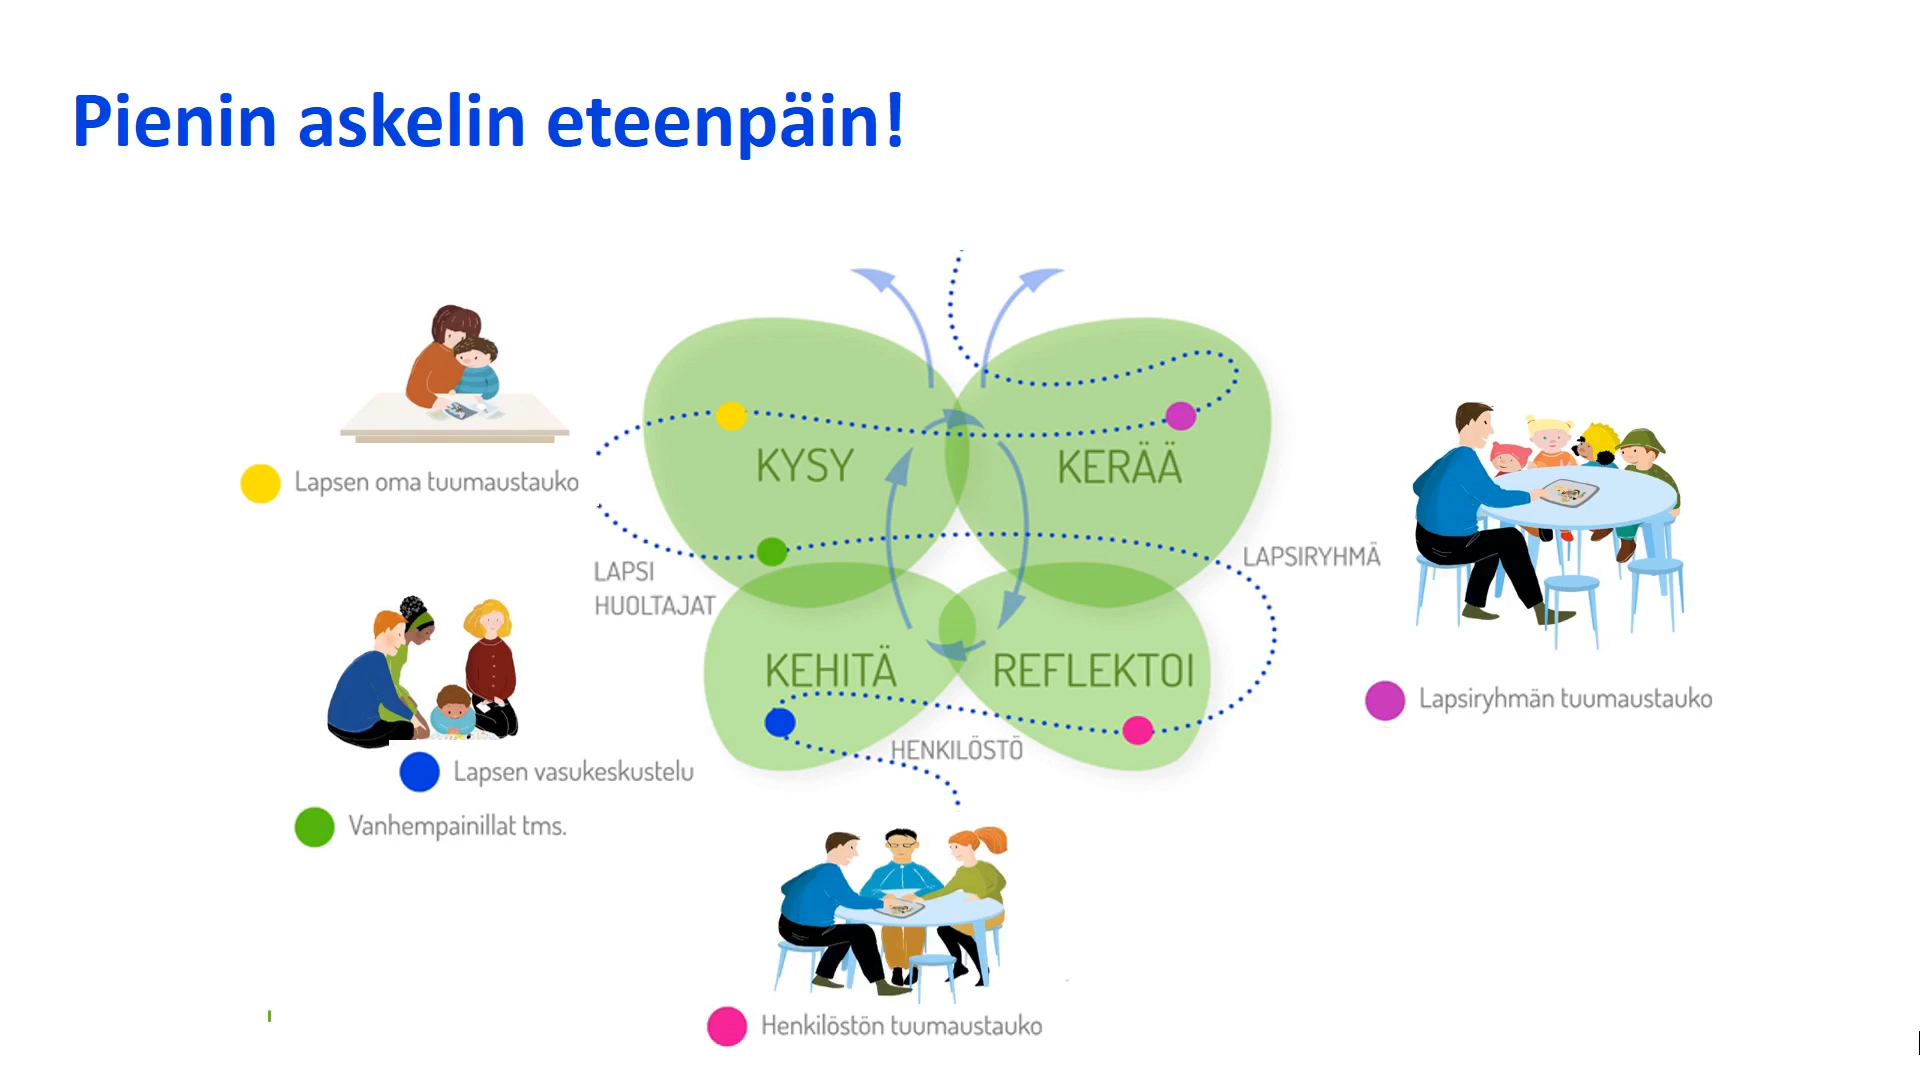 Pienin askelin eteenpäin!
KYSY
KERÄÄ
Lapsen oma tuumaustauko
LAPSI
HUOLTAJAT
LAPSIRYHMÄ
KEHITÄ
REFLEKTOI
Lapsiryhmän tuumaustauko
HENKILÖSTÖ
Lapsen vasukeskustelu
Vanhempainillat tms.
Henkilöstön tuumaustauko